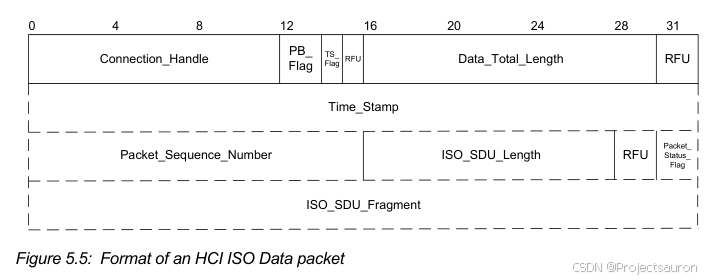 0 4 8 12 16 20 24 28 31
Connection_Handle PB_ Flag TS_ Flag RFU Data_Total_Length RFU
Time_Stamp
Packet_Sequence_Number ISO_SDU_Length RFU Packet_ Status_ Flag
ISO_SDU_Fragment
Figure 5.5: Format of an HCI ISO Data packet
CSDN @Projectsauron